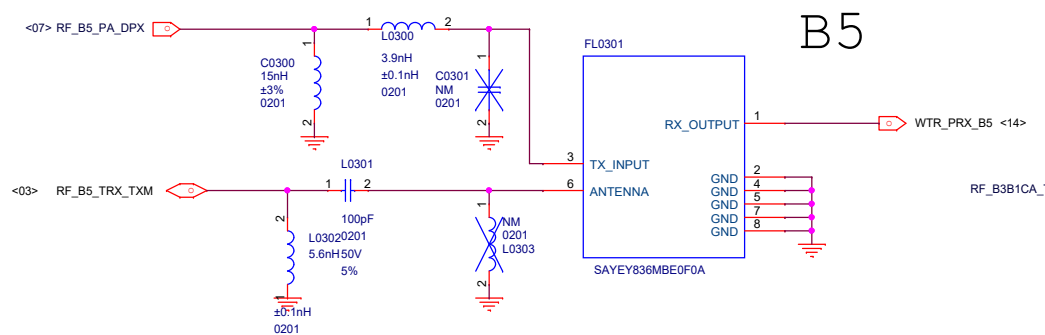 B5
<07> RF_B5_PA_DPX
1
2
L0300
3.9nH
±0.1nH
0201
1
C0300
15nH
±3%
0201
2
1
C0301
NM
0201
2
FL0301
RX_OUTPUT
1
WTR_PRX_B5 <14>
3
TX_INPUT
6
ANTENNA
GND 2
GND 4
GND 5
GND 7
GND 8
SAYEY836MBE0F0A
<03> RF_B5_TRX_TXM
L0301
1
2
100pF
0201
50V
5%
2
L0302
5.6nH
1
±0.1nH
0201
1
NM
0201
L0303
2
RF_B3B1CA_